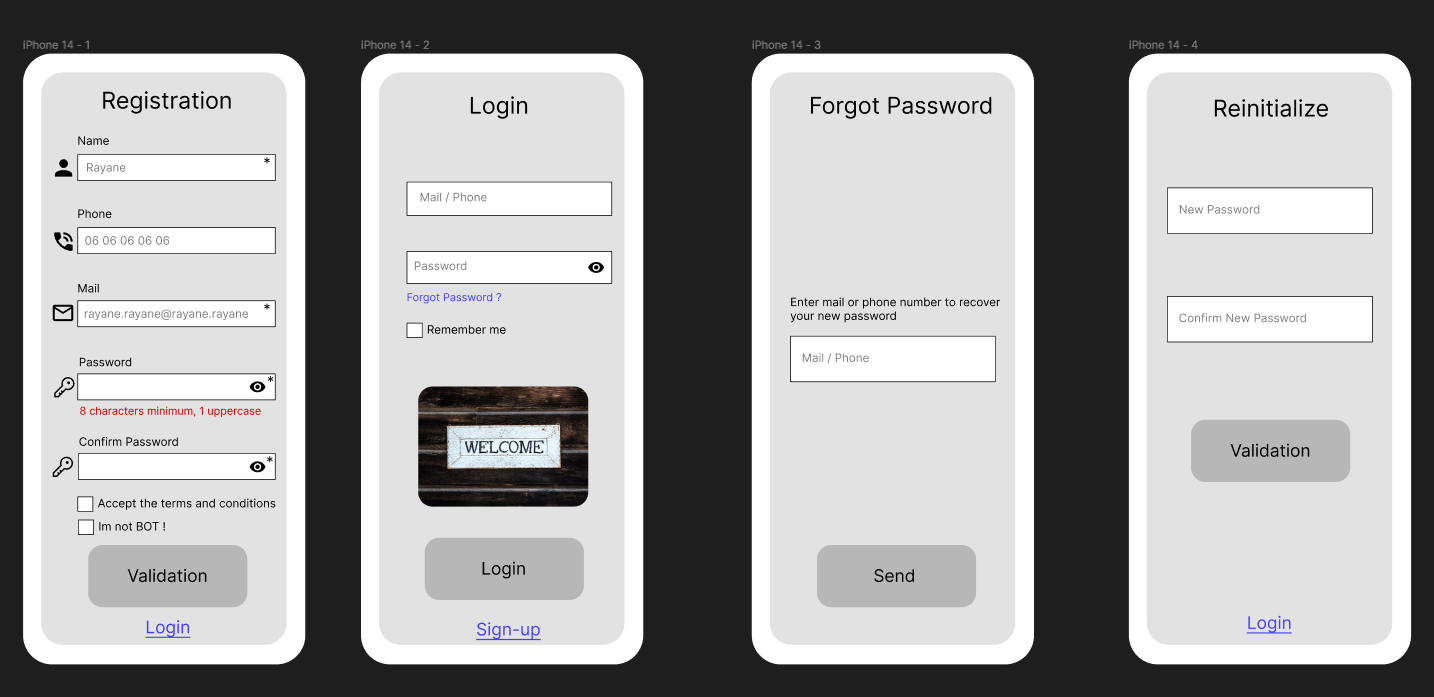 iPhone 14 - 1
Registration
Name
Rayane
*
Phone
06 06 06 06 06
Mail
rayane.rayane@rayane.rayane
*
Password
*
8 characters minimum, 1 uppercase
Confirm Password
*
Accept the terms and conditions
Im not BOT !
Validation
Login
iPhone 14 - 2
Login
Mail / Phone
Password
Forgot Password ?
Remember me
WELCOME
Login
Sign-up
iPhone 14 - 3
Forgot Password
Enter mail or phone number to recover
your new password
Mail / Phone
Send
iPhone 14 - 4
Reinitialize
New Password
Confirm New Password
Validation
Login